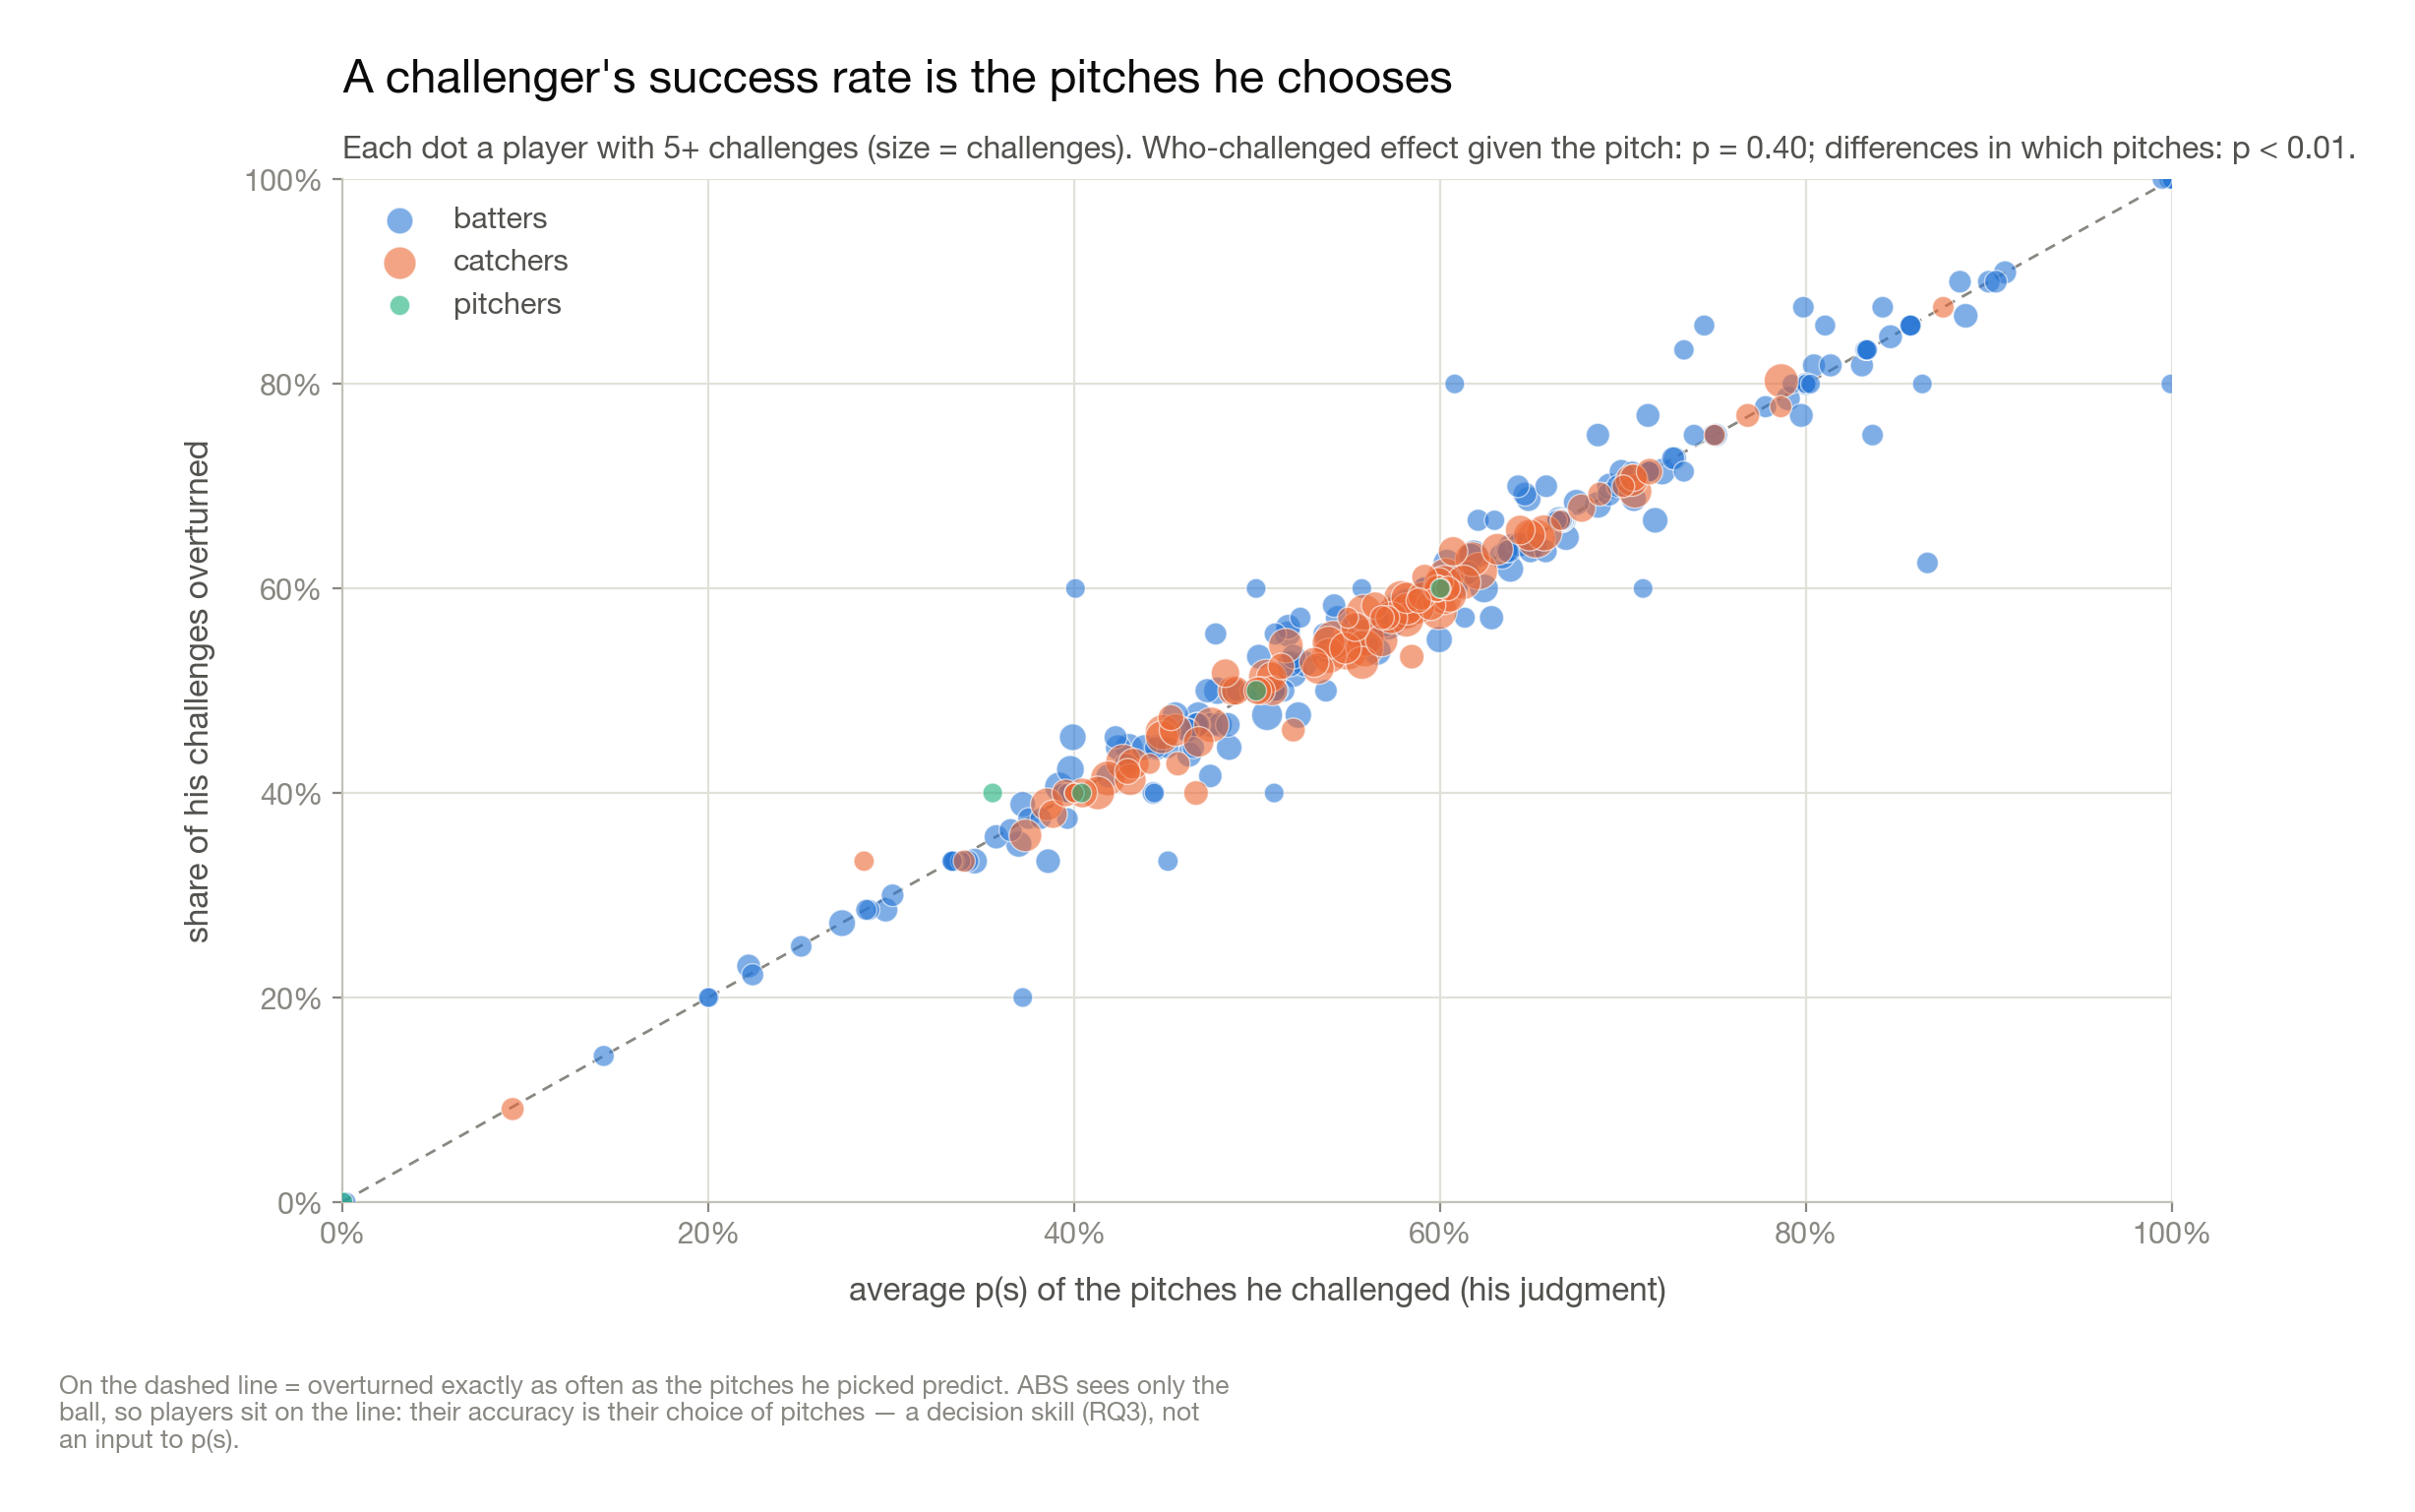 A challenger's success rate is the pitches he chooses
Each dot a player with 5+ challenges (size = challenges). Who-challenged effect given the pitch: p = 0.40; differences in which pitches: p < 0.01.
100%
batters
catchers
pitchers
80%
60%
40%
20%
0%
share of his challenges overturned
0%
20%
40%
60%
80%
100%
average p(s) of the pitches he challenged (his judgment)
On the dashed line = overturned exactly as often as the pitches he picked predict. ABS sees only the
ball, so players sit on the line: their accuracy is their choice of pitches — a decision skill (RQ3), not
an input to p(s).